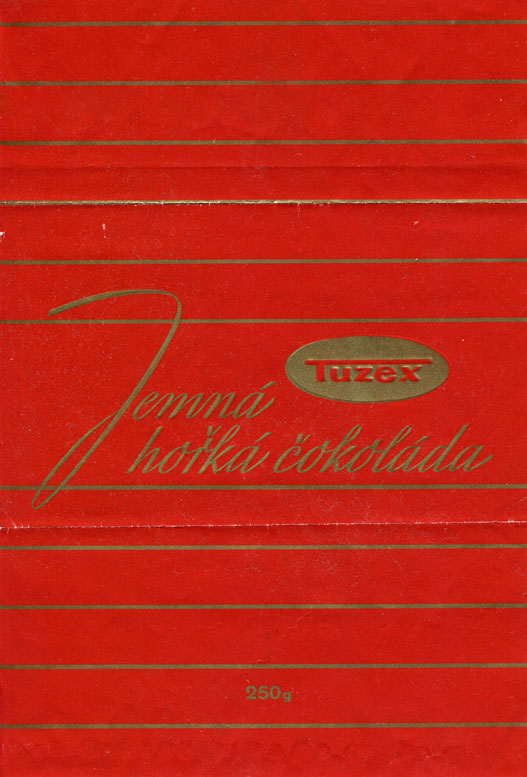 Tuzex
Jemná
hořká čokoláda
250g